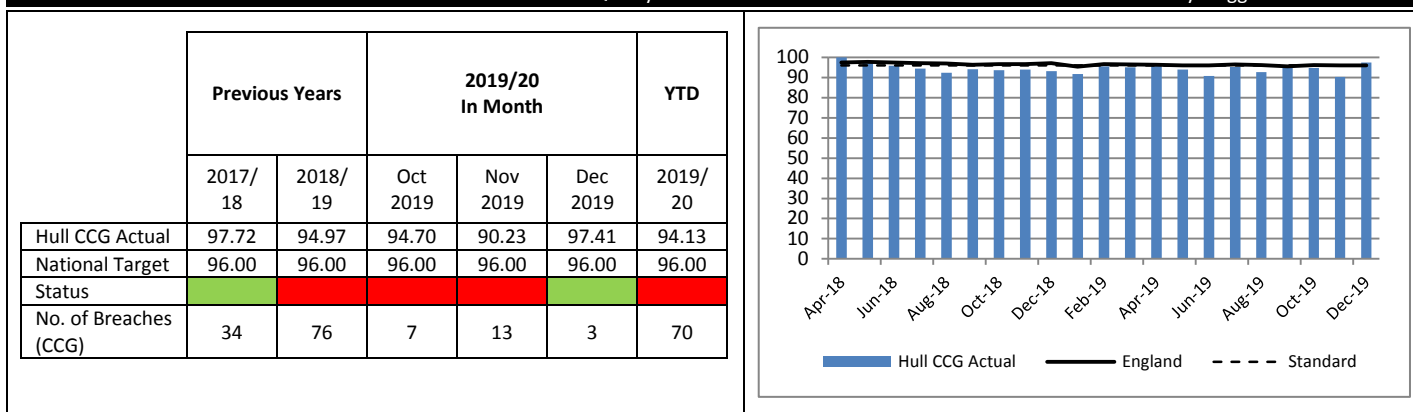 Previous Years 2019/20 In Month YTD
2017/18 2018/19 Oct 2019 Nov 2019 Dec 2019 2019/20
Hull CCG Actual 97.72 94.97 94.70 90.23 97.41 94.13
National Target 96.00 96.00 96.00 96.00 96.00 96.00
Status
No. of Breaches (CCG) 34 76 7 13 3 70
100
90
80
70
60
50
40
30
20
10
0
Apr-18 Jun-18 Aug-18 Oct-18 Dec-18 Feb-19 Apr-19 Jun-19 Aug-19 Oct-19 Dec-19
Hull CCG Actual England Standard